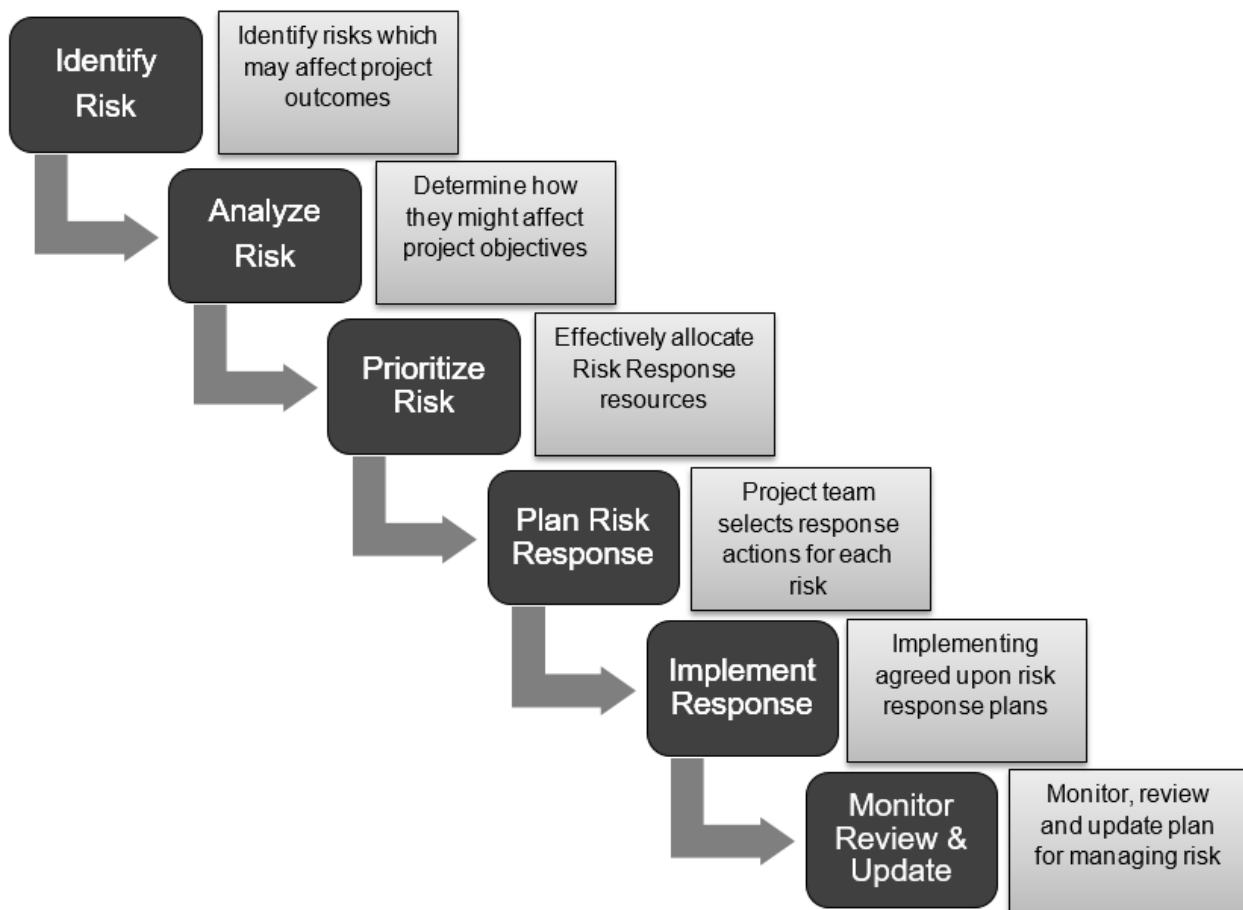 Identify
Risk
Identify risks which
may affect project
outcomes
Analyze
Risk
Determine how
they might affect
project objectives
Prioritize
Risk
Effectively allocate
Risk Response
resources
Plan Risk
Response
Project team
selects response
actions for each
risk
Implement
Response
Implementing
agreed upon risk
response plans
Monitor
Review &
Update
Monitor, review
and update plan
for managing risk